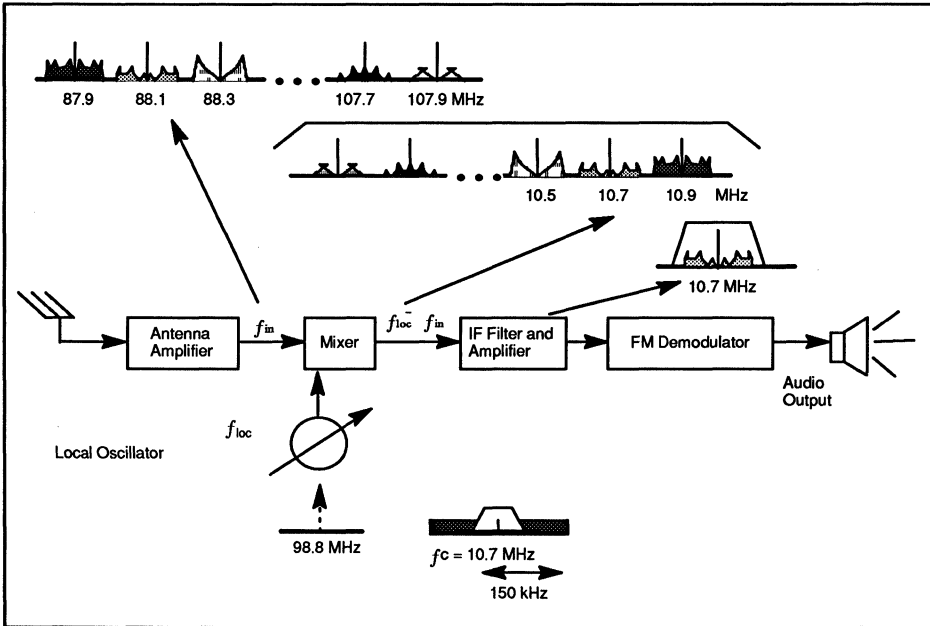 87.9 88.1 88.3 107.7 107.9 MHz
10.5 10.7 10.9 MHz
10.7 MHz
Antenna
Amplifier
fin
Mixer
floc - fin
IF Filter and
Amplifier
FM Demodulator
Audio
Output
floc
Local Oscillator
98.8 MHz
fc = 10.7 MHz
150 kHz